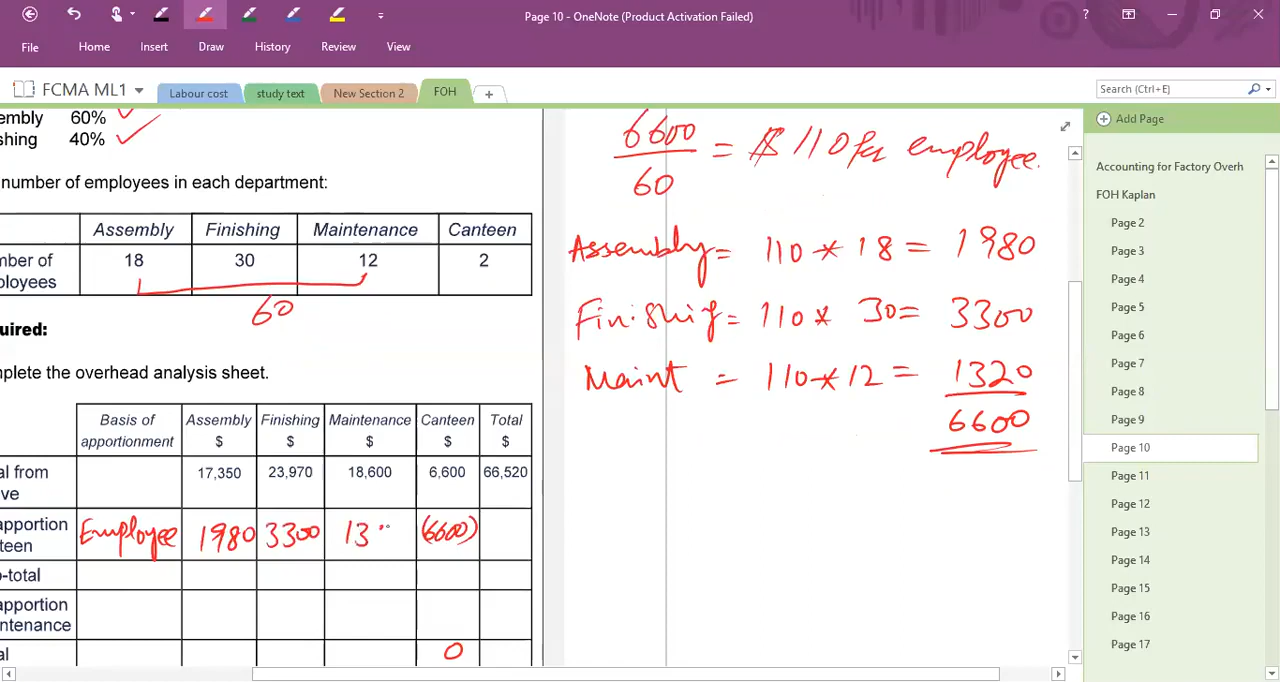 Page 10 - OneNote (Product Activation Failed)
?
File Home Insert Draw History Review View
FCMA ML1 Labour cost study text New Section 2 FOH
Search (Ctrl+E)
Add Page
Accounting for Factory Overh
FOH Kaplan
Page 2
Page 3
Page 4
Page 5
Page 6
Page 7
Page 8
Page 9
Page 10
Page 11
Page 12
Page 13
Page 14
Page 15
Page 16
Page 17
embly 60%
shing 40%
number of employees in each department:
Assembly Finishing Maintenance Canteen
mber of 18 30 12 2
ployees
60
uired:
mplete the overhead analysis sheet.
Basis of Assembly Finishing Maintenance Canteen Total
apportionment $ $ $ $ $
al from 17,350 23,970 18,600 6,600 66,520
ve
apportion Employee 1980 3300 13 (6600)
teen
o-total
apportion
ntenance
al 0
6600
60
= $ 110 per employee.
Assembly = 110 * 18 = 1980
Finishing = 110 * 30 = 3300
Maint = 110 * 12 = 1320
6600